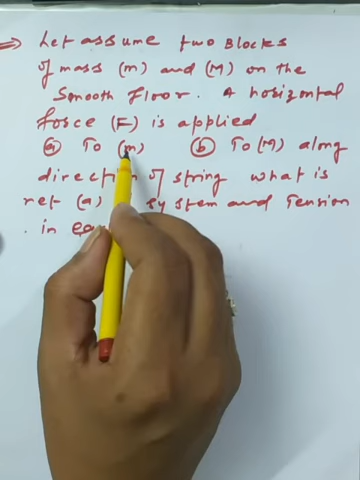 ⇒ Let assume two Blocks
of mass (m) and (M) on the
smooth floor. A horizontal
force (F) is applied
(a) To (m) (b) To (M) along
direction of string what is
net (a) system and Tension
in